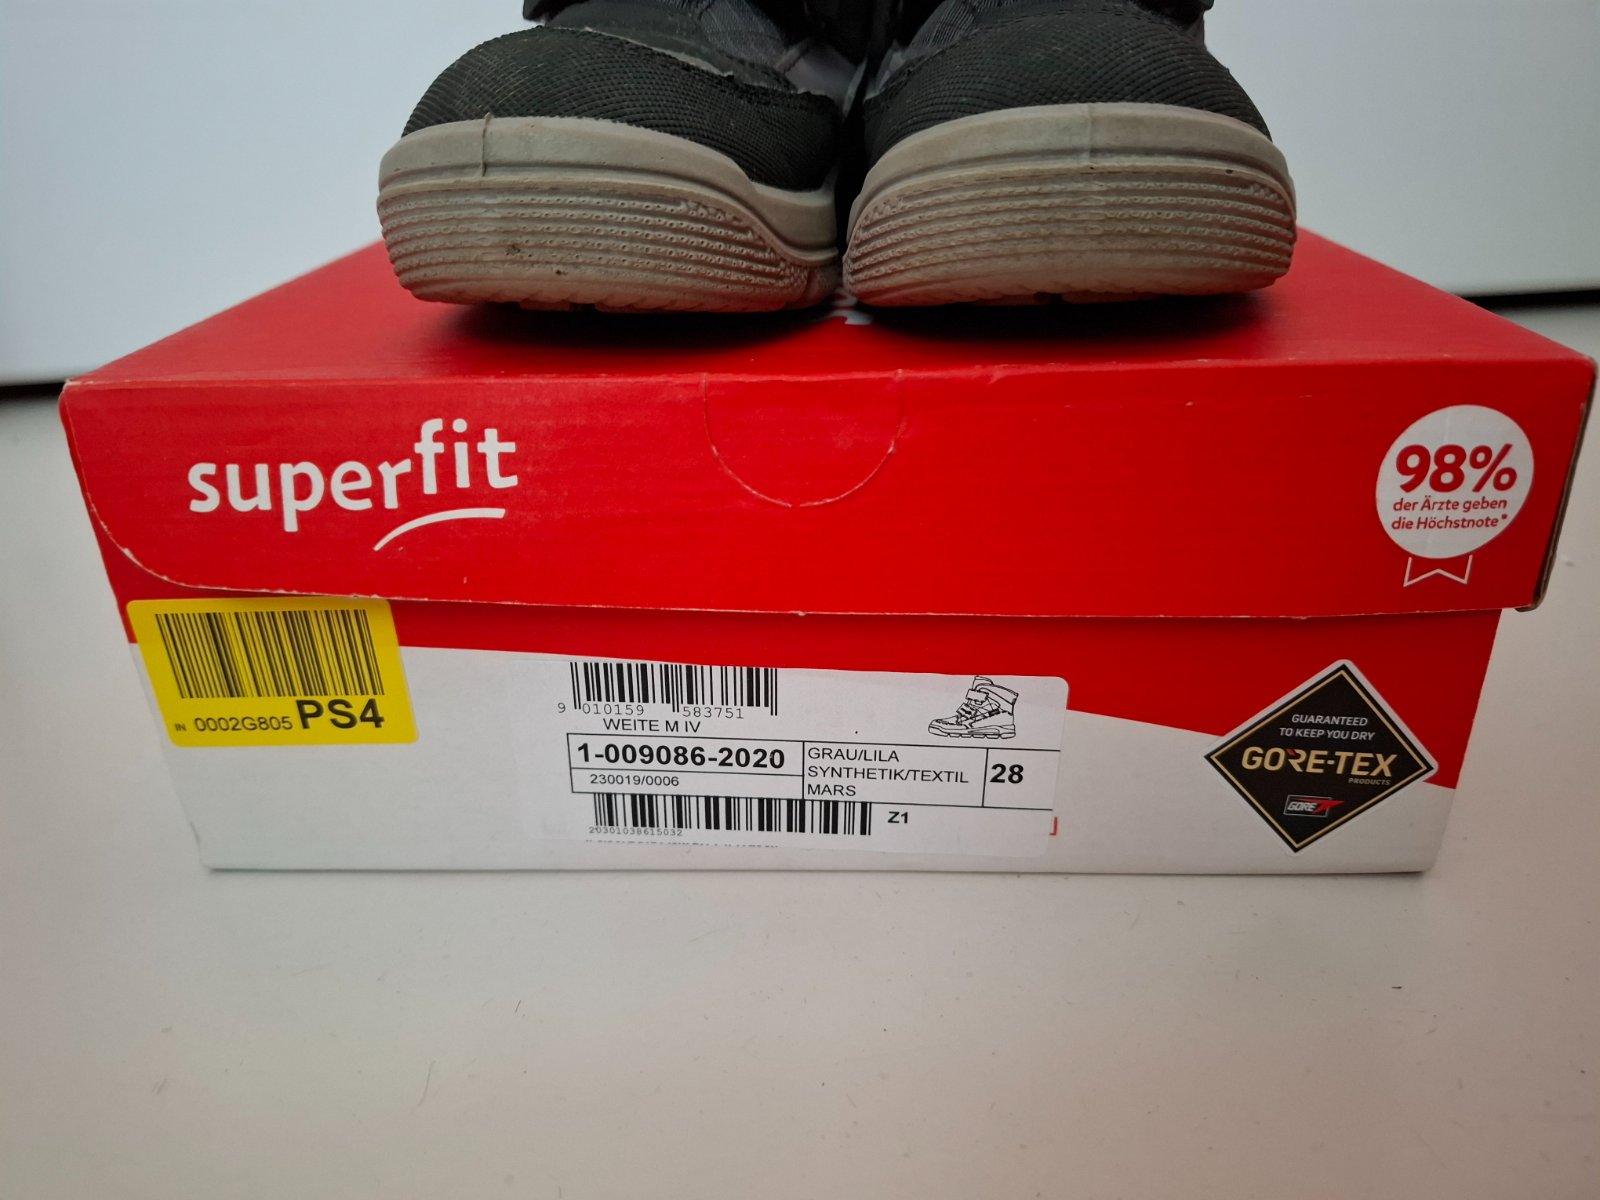 superfit
98%
der Ärzte geben
die Höchstnote*
IN 0002G805 PS4
9 010159 583751
WEITE M IV
1-009086-2020
230019/0006
GRAU/LILA
SYNTHETIK/TEXTIL
MARS
28
20301038615032
Z1
GUARANTEED
TO KEEP YOU DRY
GORE-TEX
PRODUCTS
GORE